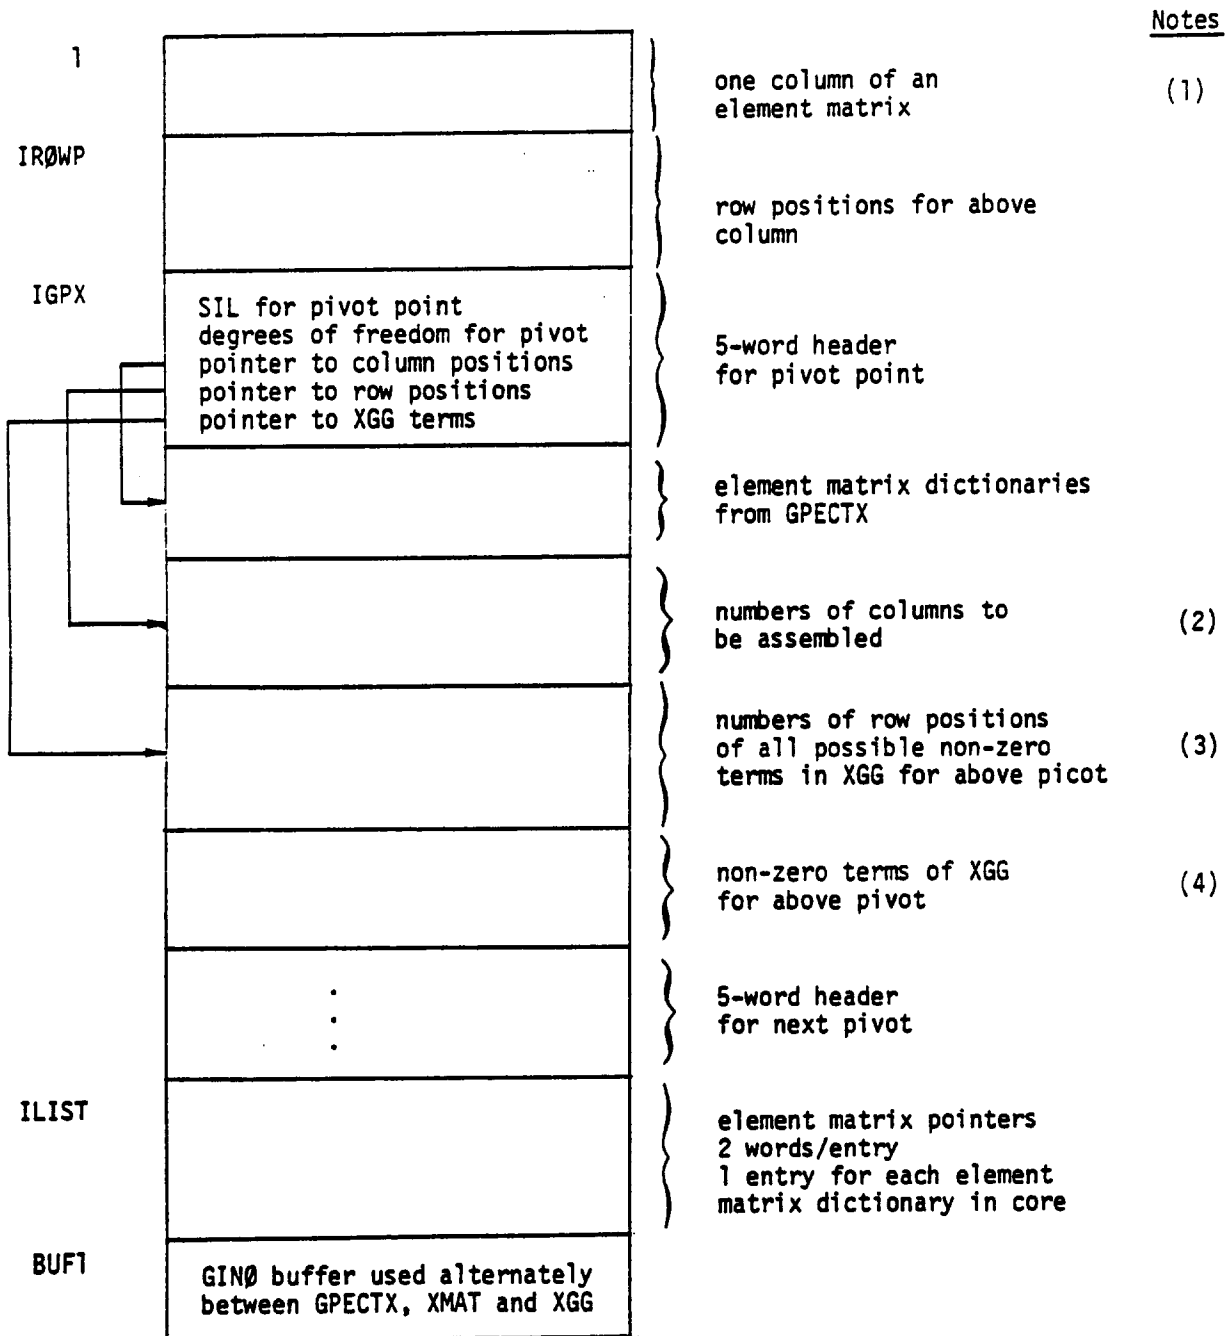 Notes
1
one column of an
element matrix
(1)
IRØWP
row positions for above
column
IGPX
SIL for pivot point
degrees of freedom for pivot
pointer to column positions
pointer to row positions
pointer to XGG terms
5-word header
for pivot point
element matrix dictionaries
from GPECTX
numbers of columns to
be assembled
(2)
numbers of row positions
of all possible non-zero
terms in XGG for above picot
(3)
non-zero terms of XGG
for above pivot
(4)
5-word header
for next pivot
ILIST
element matrix pointers
2 words/entry
1 entry for each element
matrix dictionary in core
BUF1
GINØ buffer used alternately
between GPECTX, XMAT and XGG